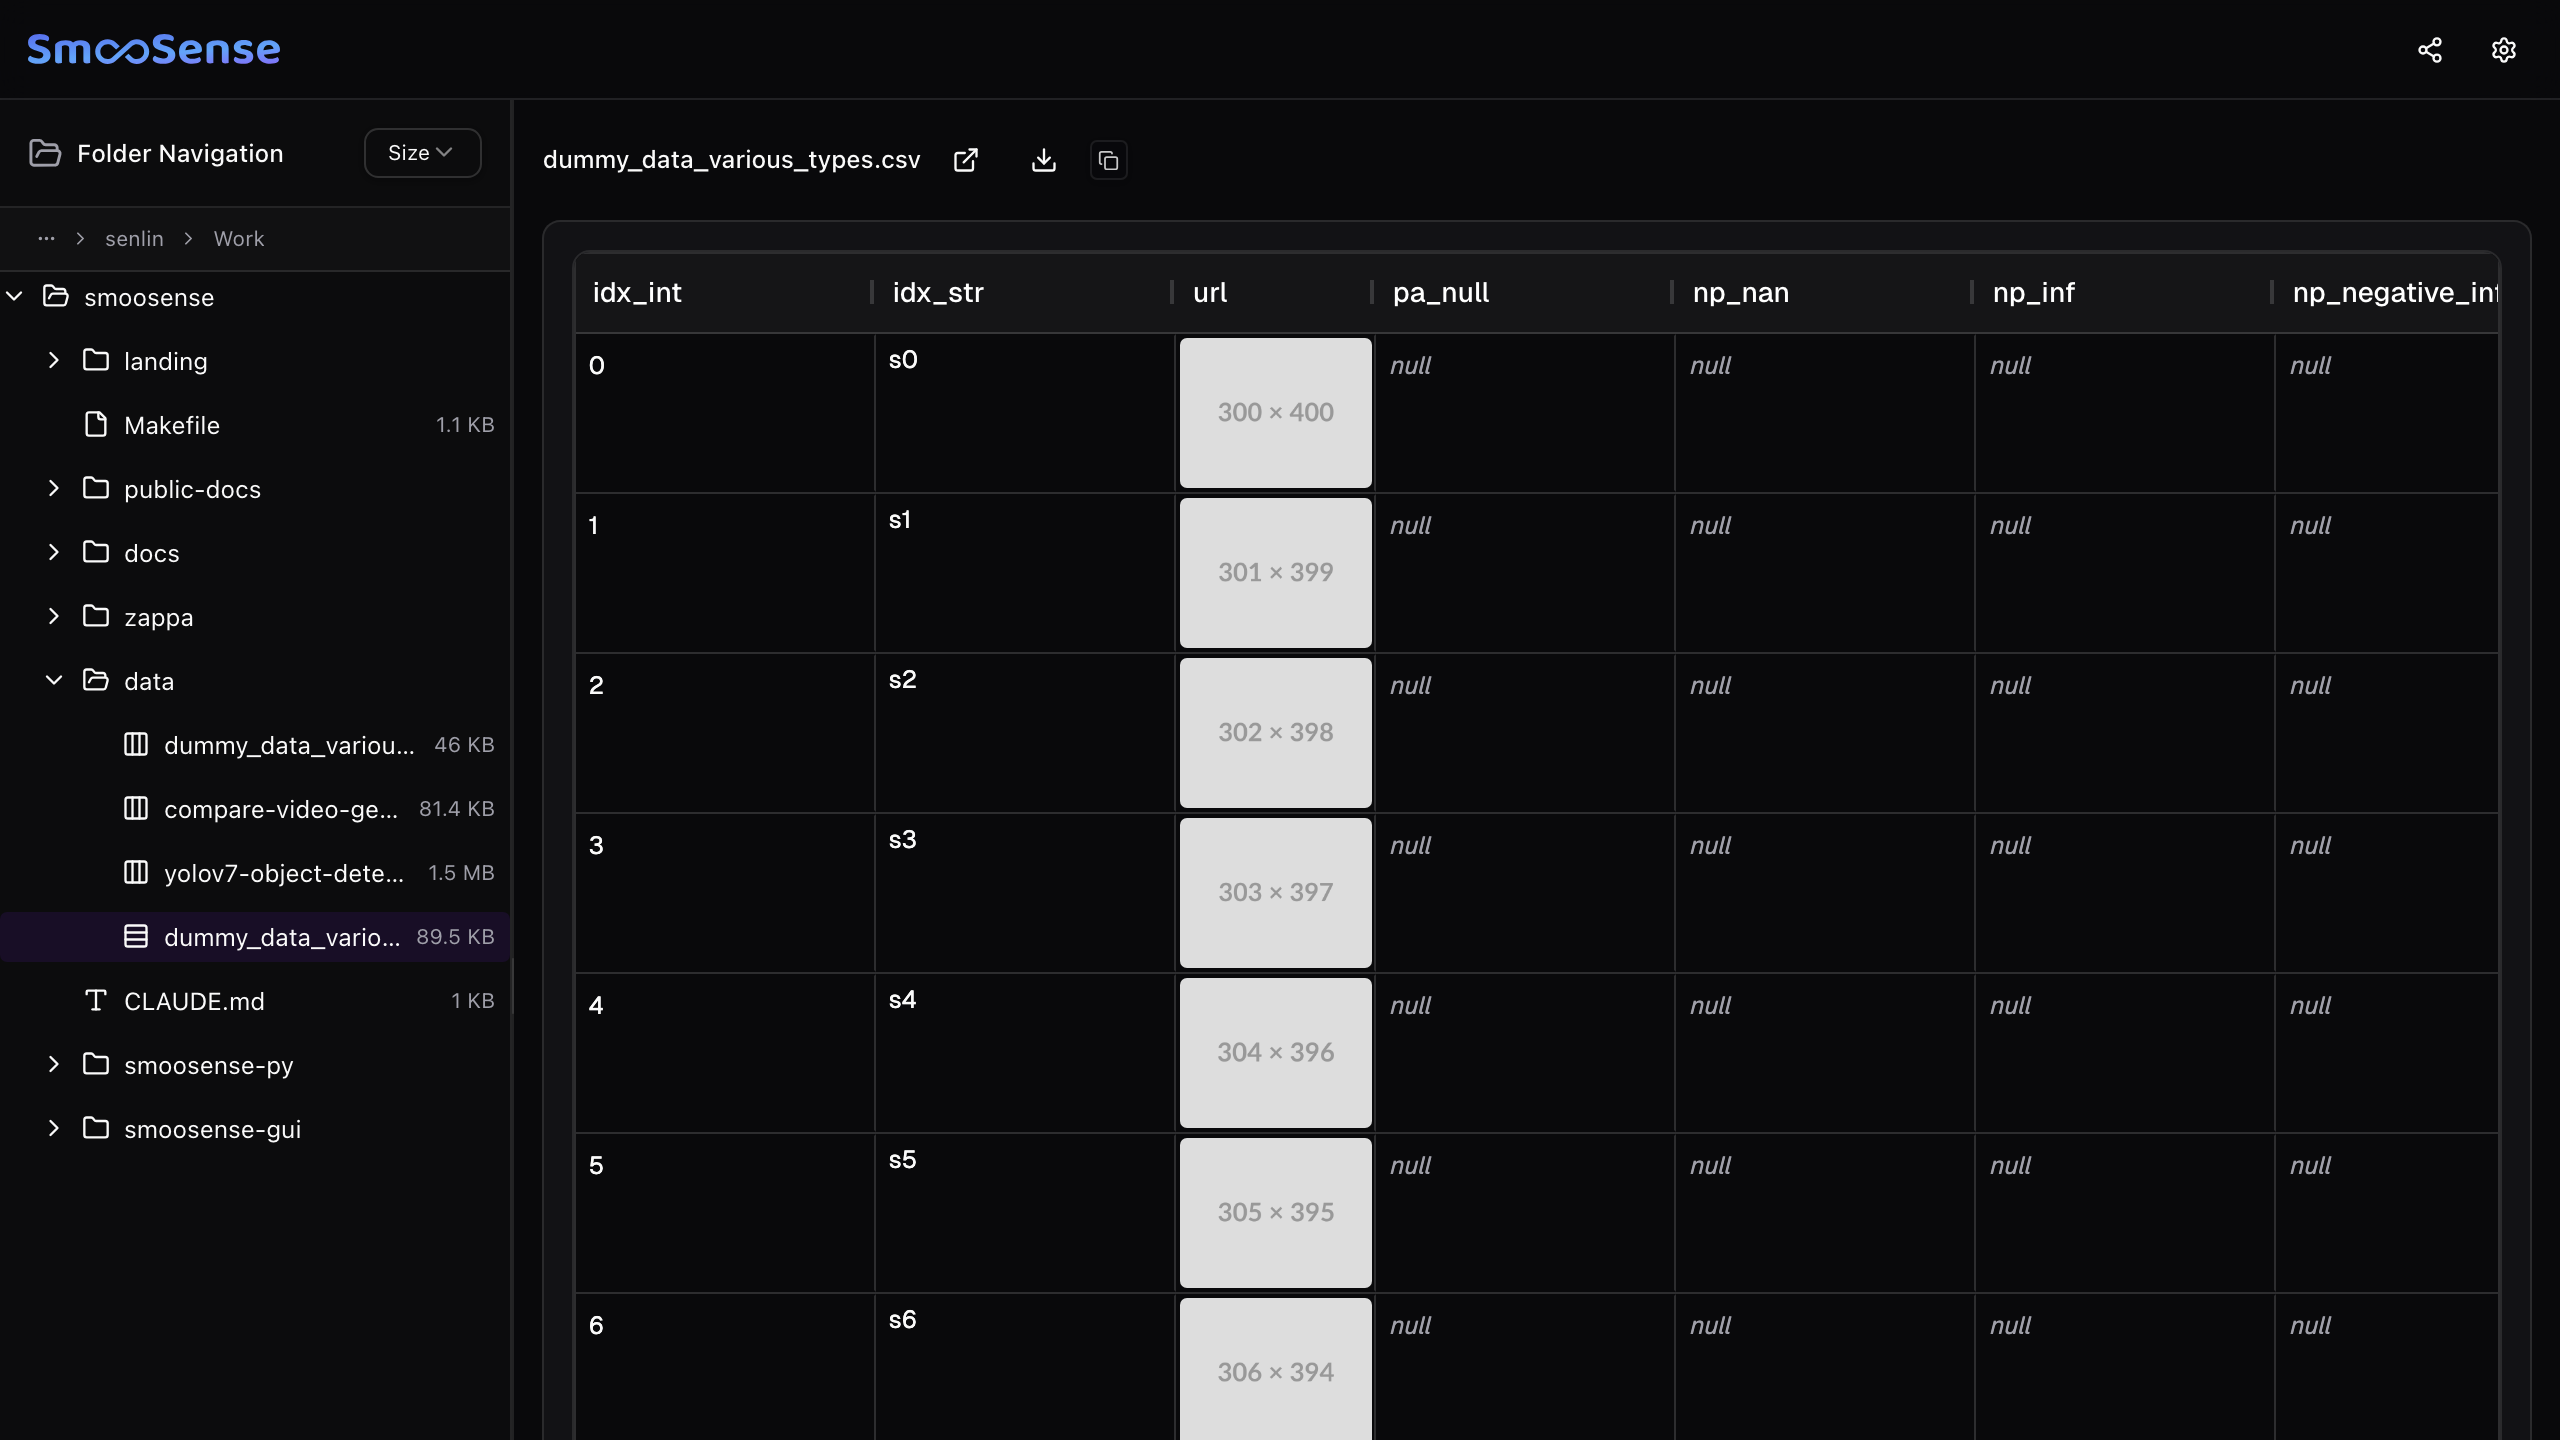 SmooSense
Folder Navigation
Size
... > senlin > Work
smoosense
landing
Makefile 1.1 KB
public-docs
docs
zappa
data
dummy_data_variou... 46 KB
compare-video-ge... 81.4 KB
yolov7-object-dete... 1.5 MB
dummy_data_vario... 89.5 KB
CLAUDE.md 1 KB
smoosense-py
smoosense-gui
dummy_data_various_types.csv
idx_int idx_str url pa_null np_nan np_inf np_negative_inf
0 s0 300 × 400 null null null null
1 s1 301 × 399 null null null null
2 s2 302 × 398 null null null null
3 s3 303 × 397 null null null null
4 s4 304 × 396 null null null null
5 s5 305 × 395 null null null null
6 s6 306 × 394 null null null null